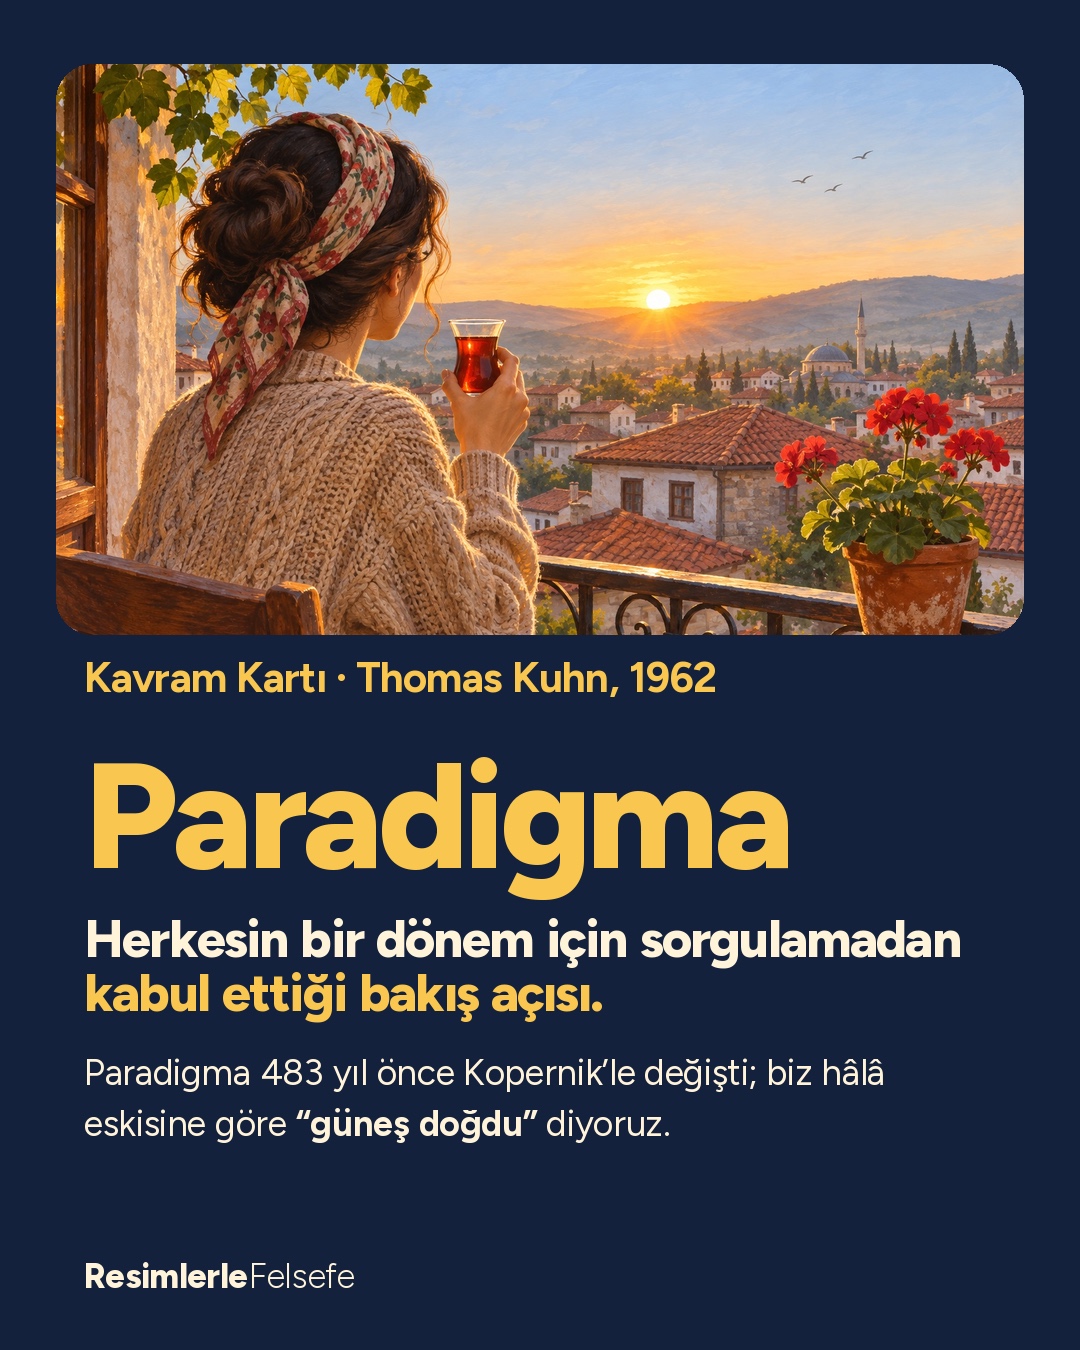 Kavram Kartı · Thomas Kuhn, 1962
Paradigma
Herkesin bir dönem için sorgulamadan
kabul ettiği bakış açısı.
Paradigma 483 yıl önce Kopernik’le değişti; biz hâlâ
eskisine göre “güneş doğdu” diyoruz.
ResimlerleFelsefe